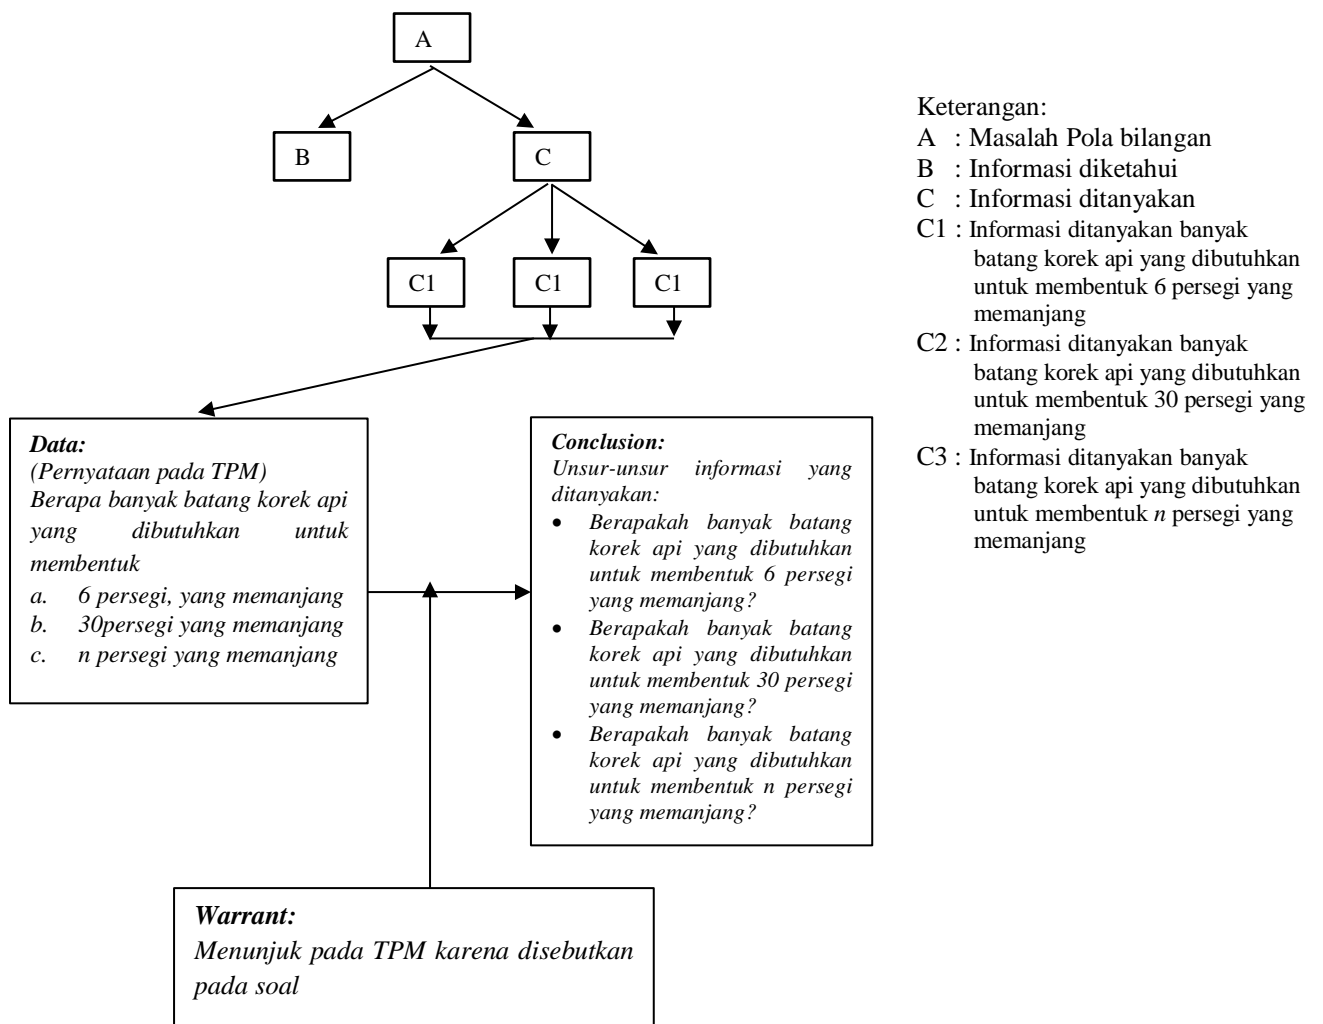 A
B
C
C1
C1
C1
Keterangan:
A : Masalah Pola bilangan
B : Informasi diketahui
C : Informasi ditanyakan
C1 : Informasi ditanyakan banyak
batang korek api yang dibutuhkan
untuk membentuk 6 persegi yang
memanjang
C2 : Informasi ditanyakan banyak
batang korek api yang dibutuhkan
untuk membentuk 30 persegi yang
memanjang
C3 : Informasi ditanyakan banyak
batang korek api yang dibutuhkan
untuk membentuk n persegi yang
memanjang
Data:
(Pernyataan pada TPM)
Berapa banyak batang korek api
yang dibutuhkan untuk
membentuk
a. 6 persegi, yang memanjang
b. 30persegi yang memanjang
c. n persegi yang memanjang
Conclusion:
Unsur-unsur informasi yang
ditanyakan:
• Berapakah banyak batang
korek api yang dibutuhkan
untuk membentuk 6 persegi
yang memanjang?
• Berapakah banyak batang
korek api yang dibutuhkan
untuk membentuk 30 persegi
yang memanjang?
• Berapakah banyak batang
korek api yang dibutuhkan
untuk membentuk n persegi
yang memanjang?
Warrant:
Menunjuk pada TPM karena disebutkan
pada soal